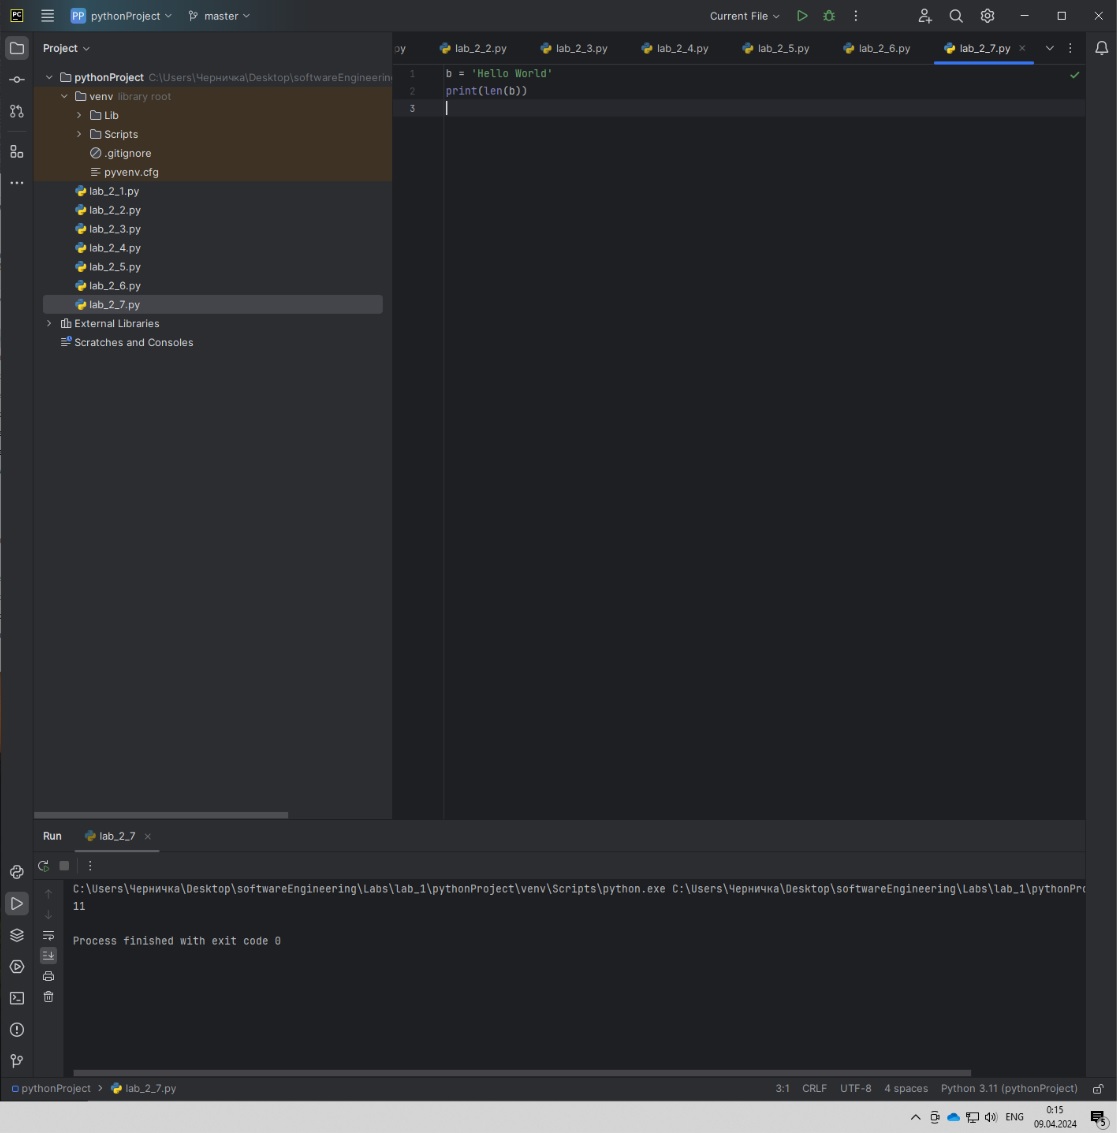 PC PP pythonProject master Current File
Project
py lab_2_2.py lab_2_3.py lab_2_4.py lab_2_5.py lab_2_6.py lab_2_7.py
pythonProject C:\Users\Черничка\Desktop\softwareEngineerin
venv library root
Lib
Scripts
.gitignore
pyvenv.cfg
lab_2_1.py
lab_2_2.py
lab_2_3.py
lab_2_4.py
lab_2_5.py
lab_2_6.py
lab_2_7.py
External Libraries
Scratches and Consoles
1 b = 'Hello World'
2 print(len(b))
3
Run lab_2_7
C:\Users\Черничка\Desktop\softwareEngineering\Labs\lab_1\pythonProject\venv\Scripts\python.exe C:\Users\Черничка\Desktop\softwareEngineering\Labs\lab_1\pythonPro
11
Process finished with exit code 0
pythonProject > lab_2_7.py 3:1 CRLF UTF-8 4 spaces Python 3.11 (pythonProject)
ENG 0:15
09.04.2024 5